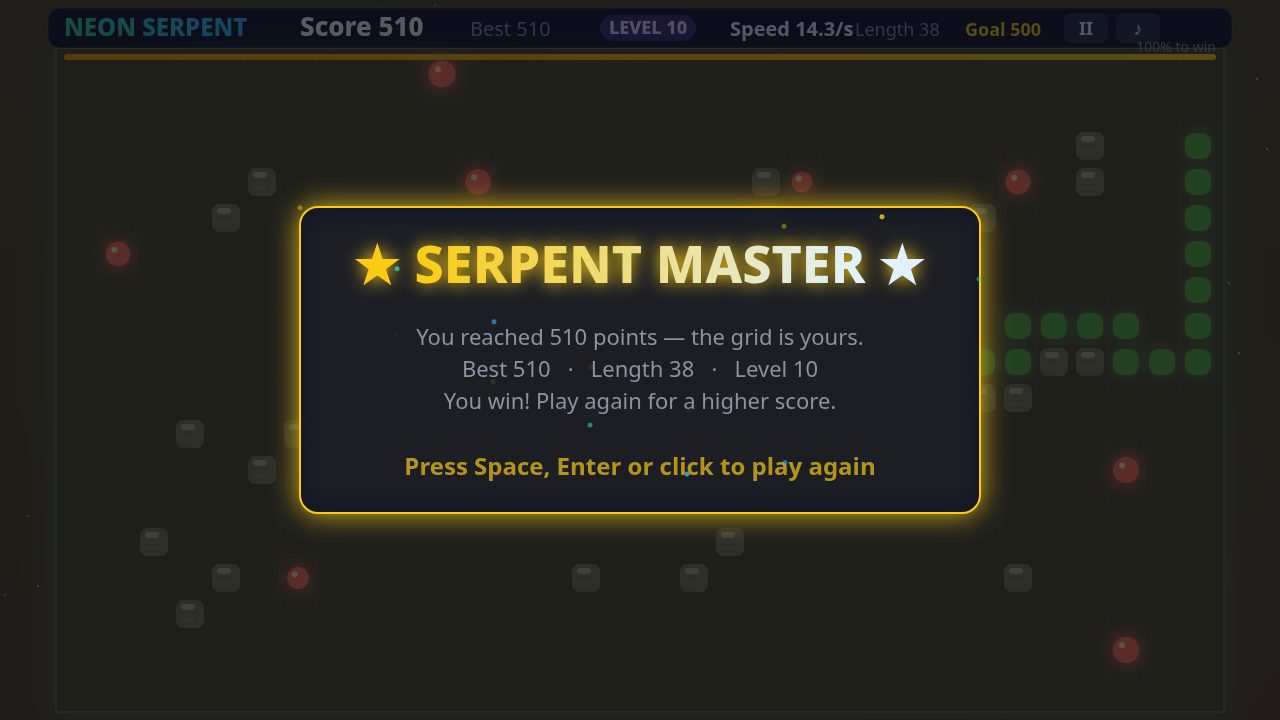 NEON SERPENT Score 510 Best 510 LEVEL 10 Speed 14.3/s Length 38 Goal 500 II ♪
100% to win
★ SERPENT MASTER ★
You reached 510 points — the grid is yours.
Best 510 · Length 38 · Level 10
You win! Play again for a higher score.
Press Space, Enter or click to play again